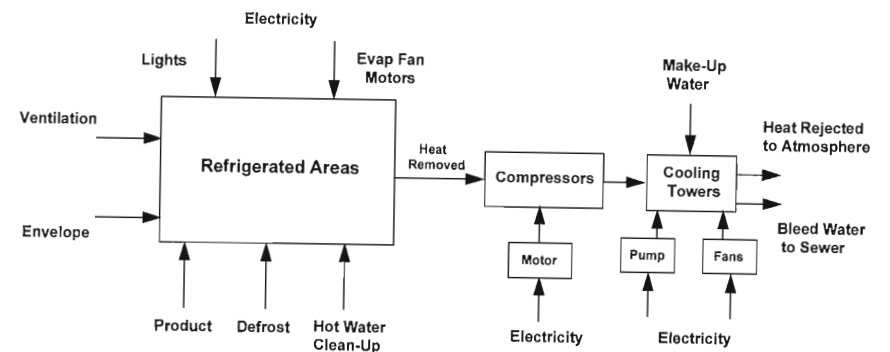 Electricity
Lights
Evap Fan
Motors
Make-Up
Water
Ventilation
Heat Rejected
to Atmosphere
Refrigerated Areas
Heat
Removed
Compressors
Cooling
Towers
Envelope
Bleed Water
to Sewer
Motor
Pump
Fans
Product
Defrost
Hot Water
Clean-Up
Electricity
Electricity